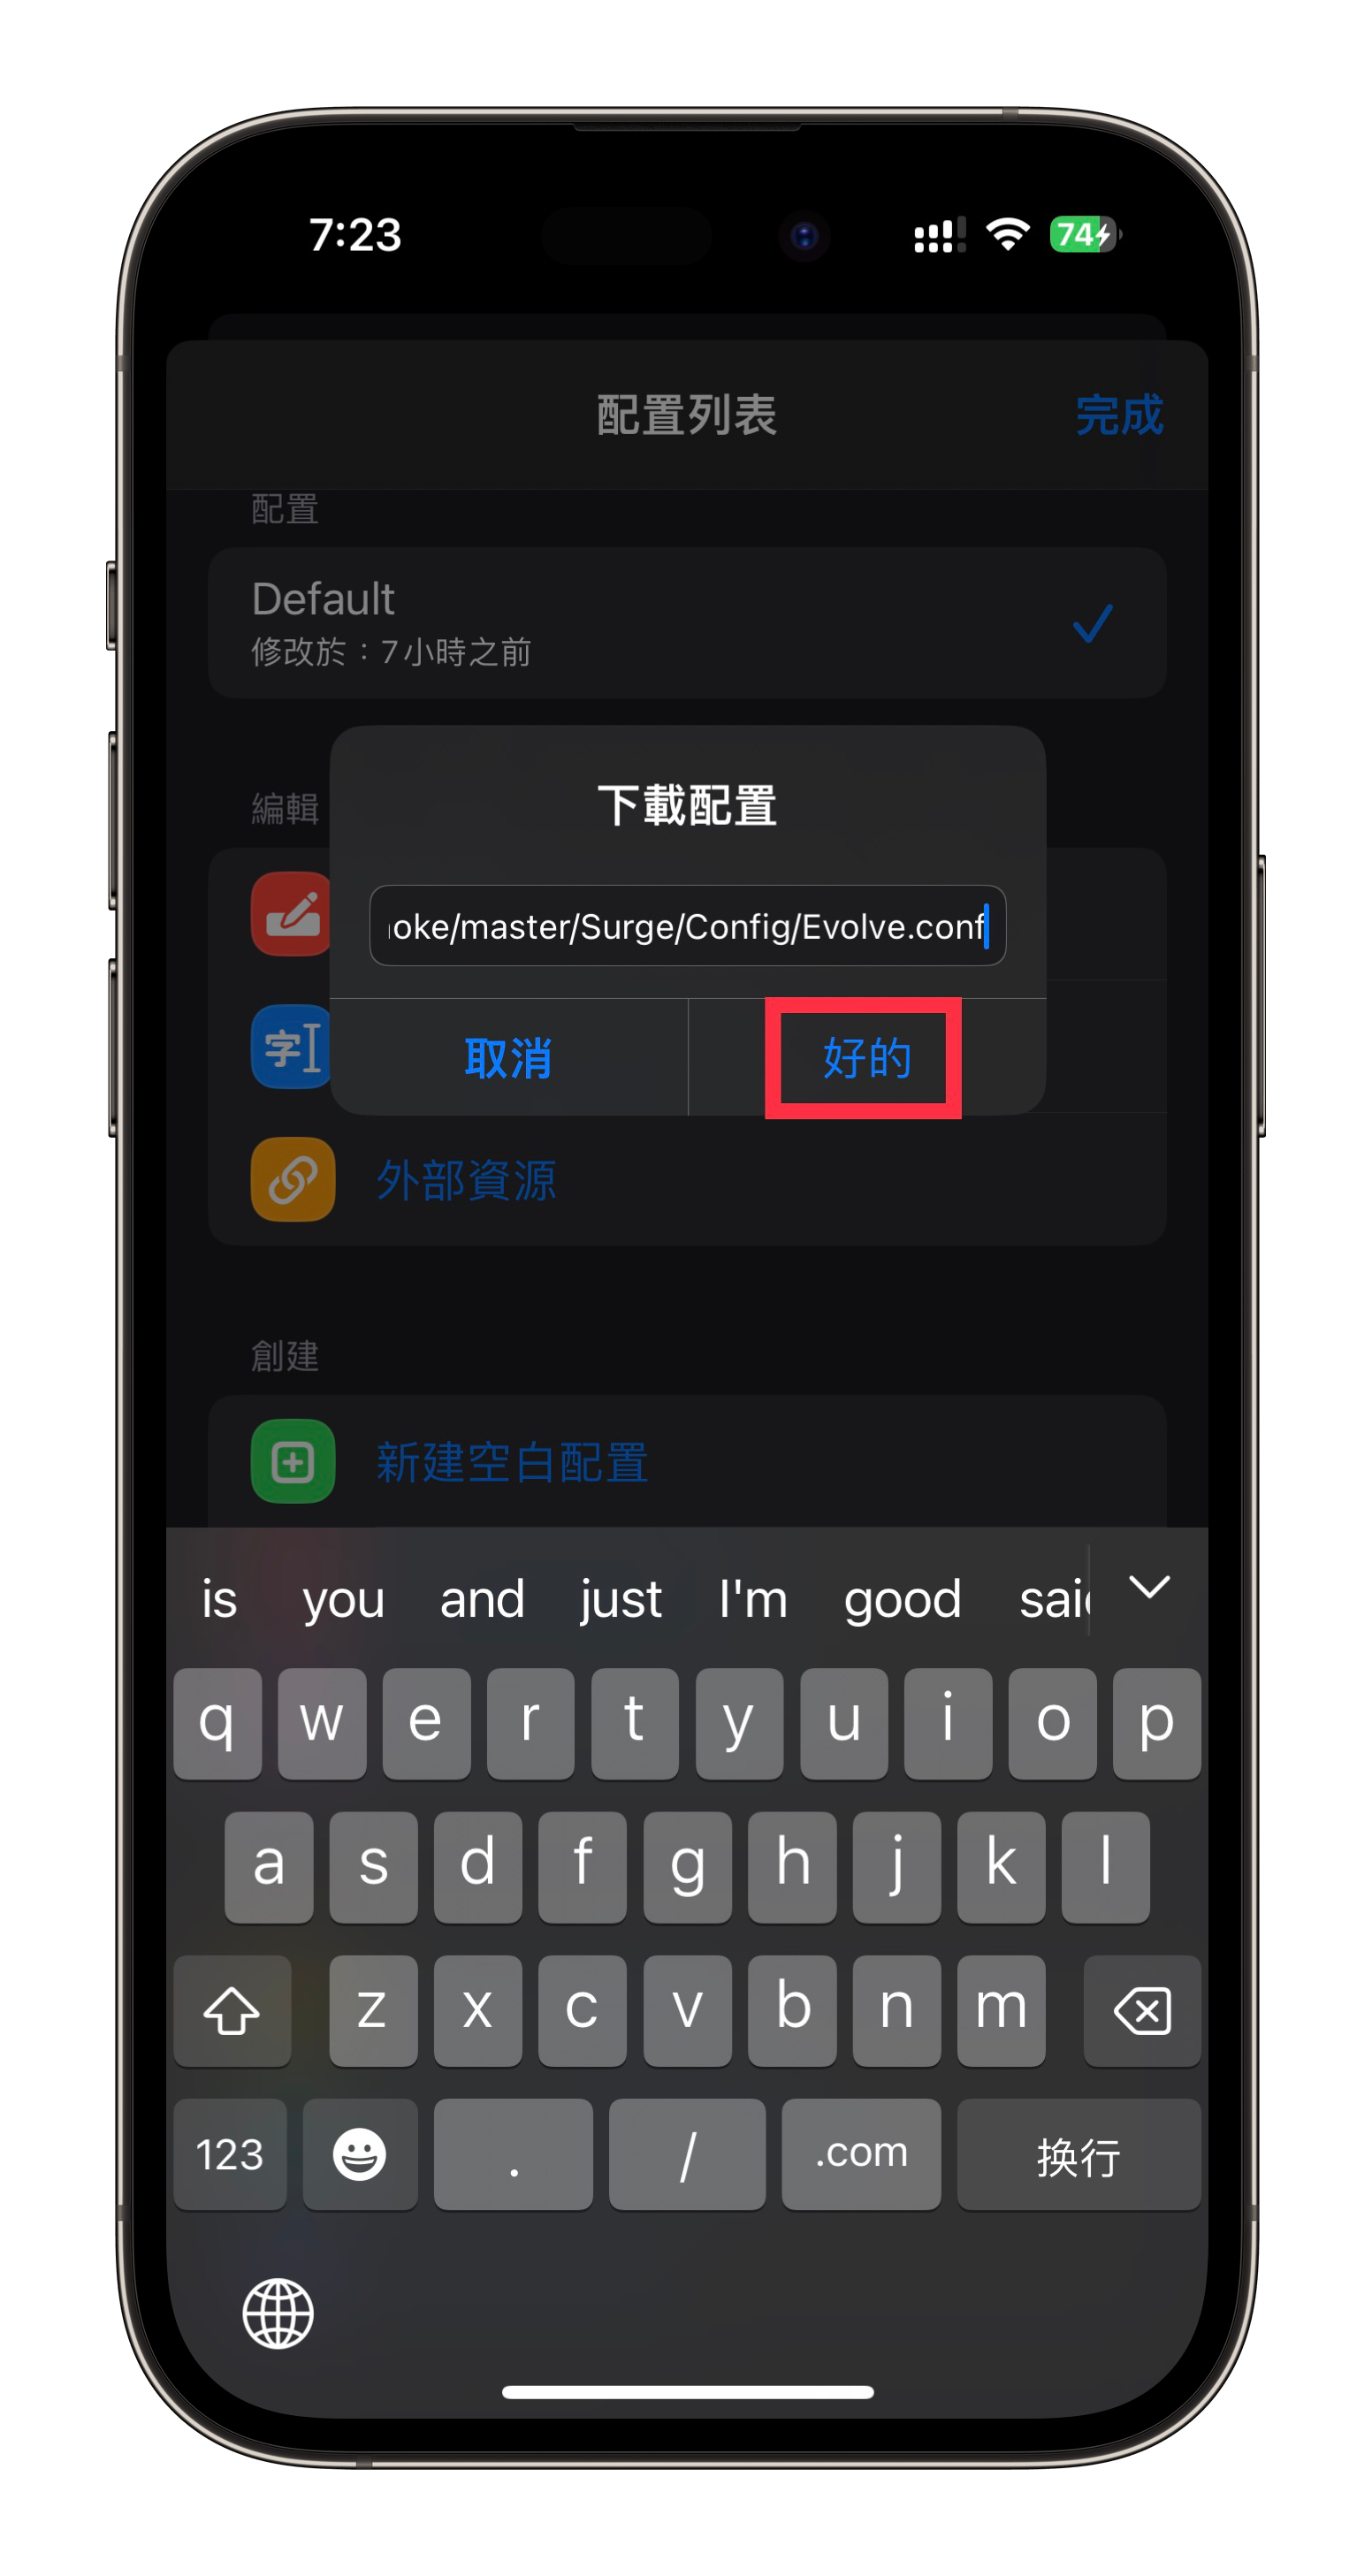 7:23
74
配置列表
完成
配置
Default
修改於：7小時之前
編輯
下載配置
oke/master/Surge/Config/Evolve.conf
取消
好的
字
外部資源
創建
新建空白配置
is you and just I'm good
q w e r t y u i o p
a s d f g h j k l
z x c v b n m
123 . / .com 换行